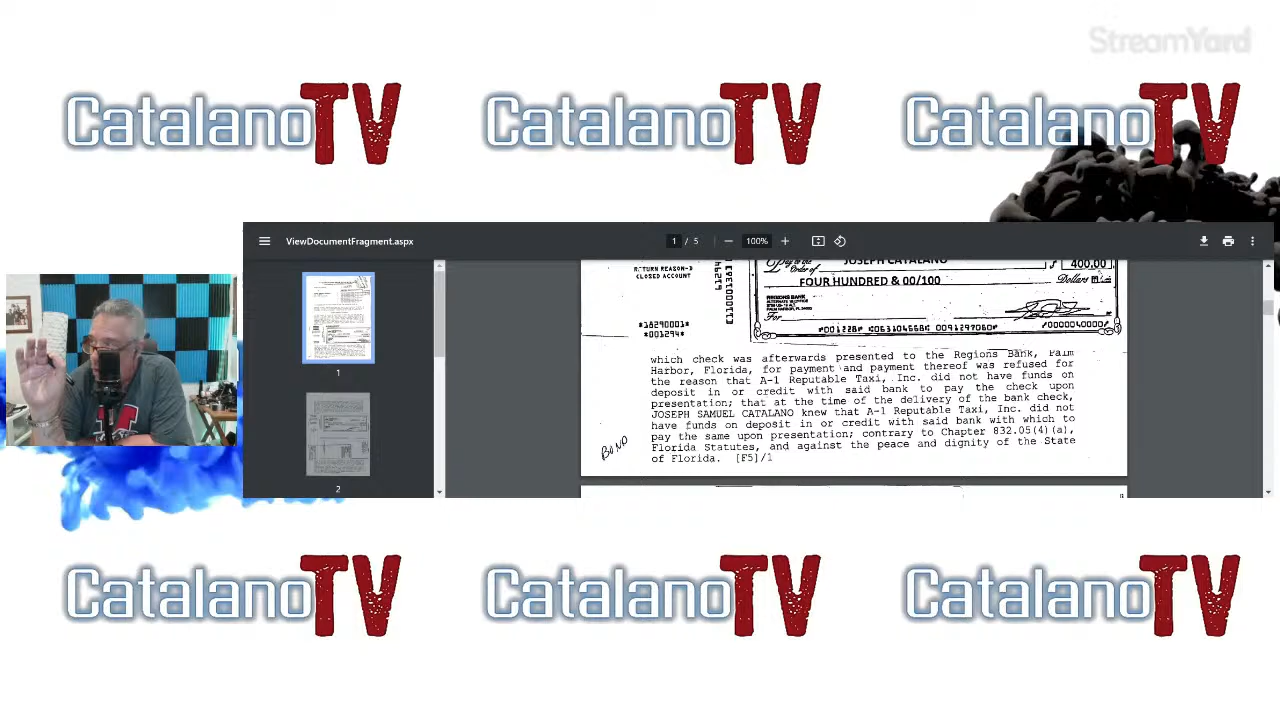 StreamYard
CatalanoTV CatalanoTV CatalanoTV
ViewDocumentFragment.aspx
1 / 5
100%
JOSEPH CATALANO
400.00
FOUR HUNDRED & 00/100 Dollars
RETURN REASON-
CLOSED ACCOUNT
REGIONS BANK
For
*18290001*
*001294*
which check was afterwards presented to the Regions Bank, Palm
Harbor, Florida, for payment and payment thereof was refused for
the reason that A-1 Reputable Taxi, Inc. did not have funds on
deposit in or credit with said bank to pay the check upon
presentation; that at the time of the delivery of the bank check,
JOSEPH SAMUEL CATALANO knew that A-1 Reputable Taxi, Inc. did not
have funds on deposit in or credit with said bank with which to
pay the same upon presentation; contrary to Chapter 832.05(4)(a),
Florida Statutes, and against the peace and dignity of the State
of Florida. [F5]/1
BOND
1
2
CatalanoTV CatalanoTV CatalanoTV